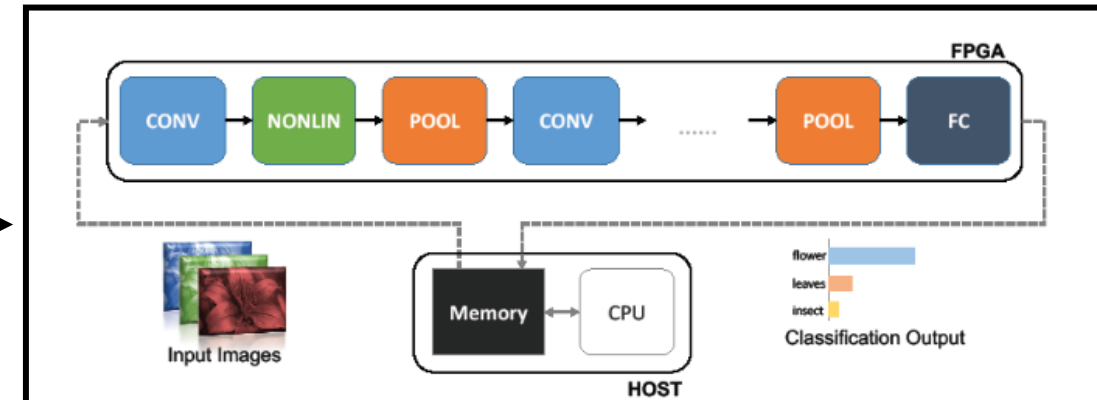 FPGA
CONV NONLIN POOL CONV ...... POOL FC
flower
leaves
insect
Classification Output
Input Images
Memory CPU
HOST